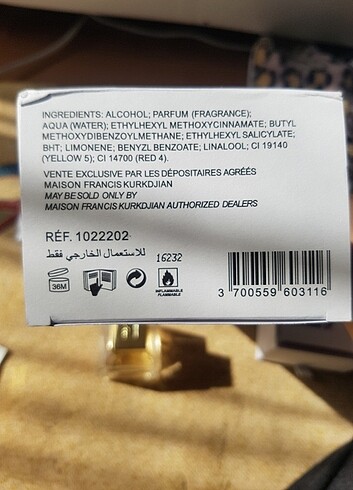 INGREDIENTS: ALCOHOL; PARFUM (FRAGRANCE);
AQUA (WATER); ETHYLHEXYL METHOXYCINNAMATE; BUTYL
METHOXYDIBENZOYLMETHANE; ETHYLHEXYL SALICYLATE;
BHT; LIMONENE; BENZYL BENZOATE; LINALOOL; CI 19140
(YELLOW 5); CI 14700 (RED 4).
VENTE EXCLUSIVE PAR LES DÉPOSITAIRES AGRÉÉS
MAISON FRANCIS KURKDJIAN
MAY BE SOLD ONLY BY
MAISON FRANCIS KURKDJIAN AUTHORIZED DEALERS
RÉF. 1022202
للاستعمال الخارجي فقط
16232
36M
INFLAMMABLE
FLAMMABLE
3 700559 603116